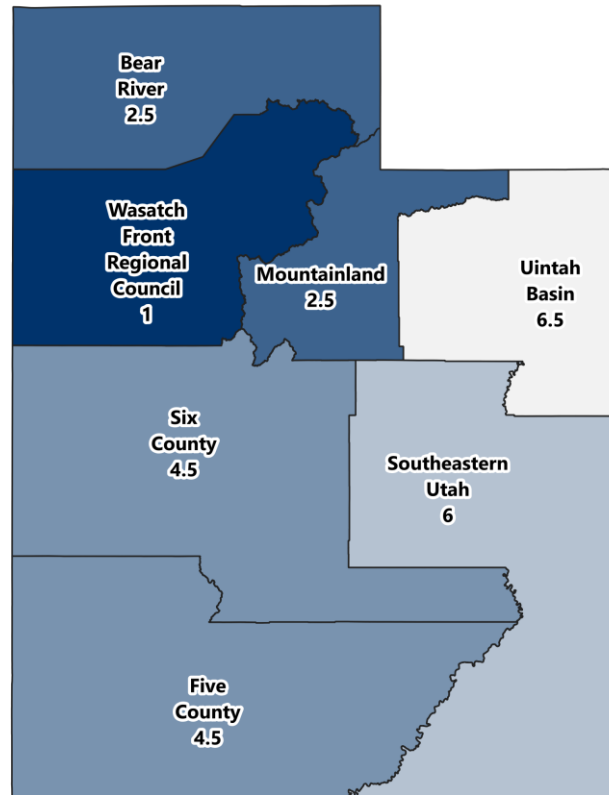 Bear
River
2.5
Wasatch
Front
Regional
Council
1
Mountainland
2.5
Uintah
Basin
6.5
Six
County
4.5
Southeastern
Utah
6
Five
County
4.5